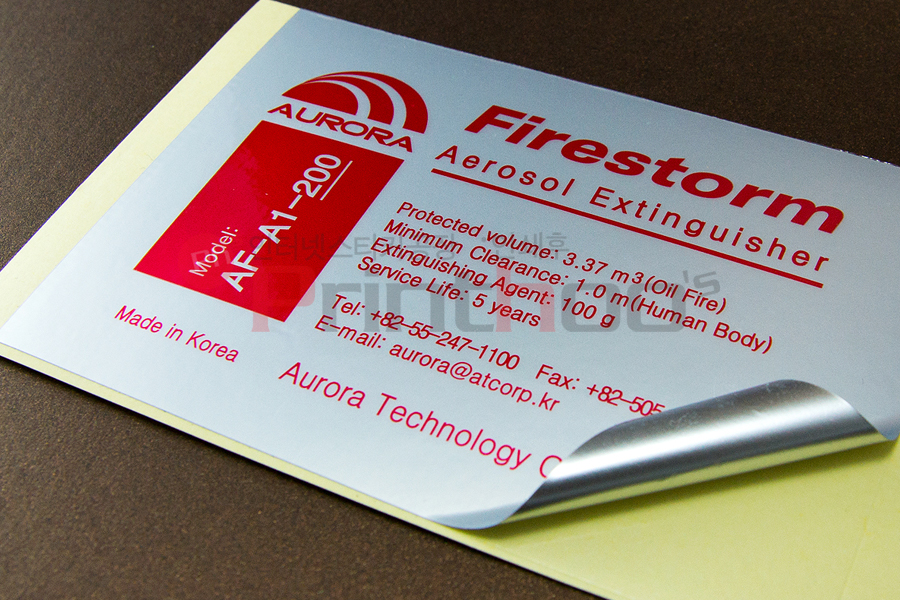 AURORA
Model:
AF-A1-200
Made in Korea
Firestorm
Aerosol Extinguisher
Protected volume: 3.37 m3(Oil Fire)
Minimum Clearance: 1.0 m(Human Body)
Extinguishing Agent: 100 g
Service Life: 5 years
Tel: +82-55-247-1100 Fax: +82-505
E-mail: aurora@atcorp.kr
Aurora Technology C
Printhoo's